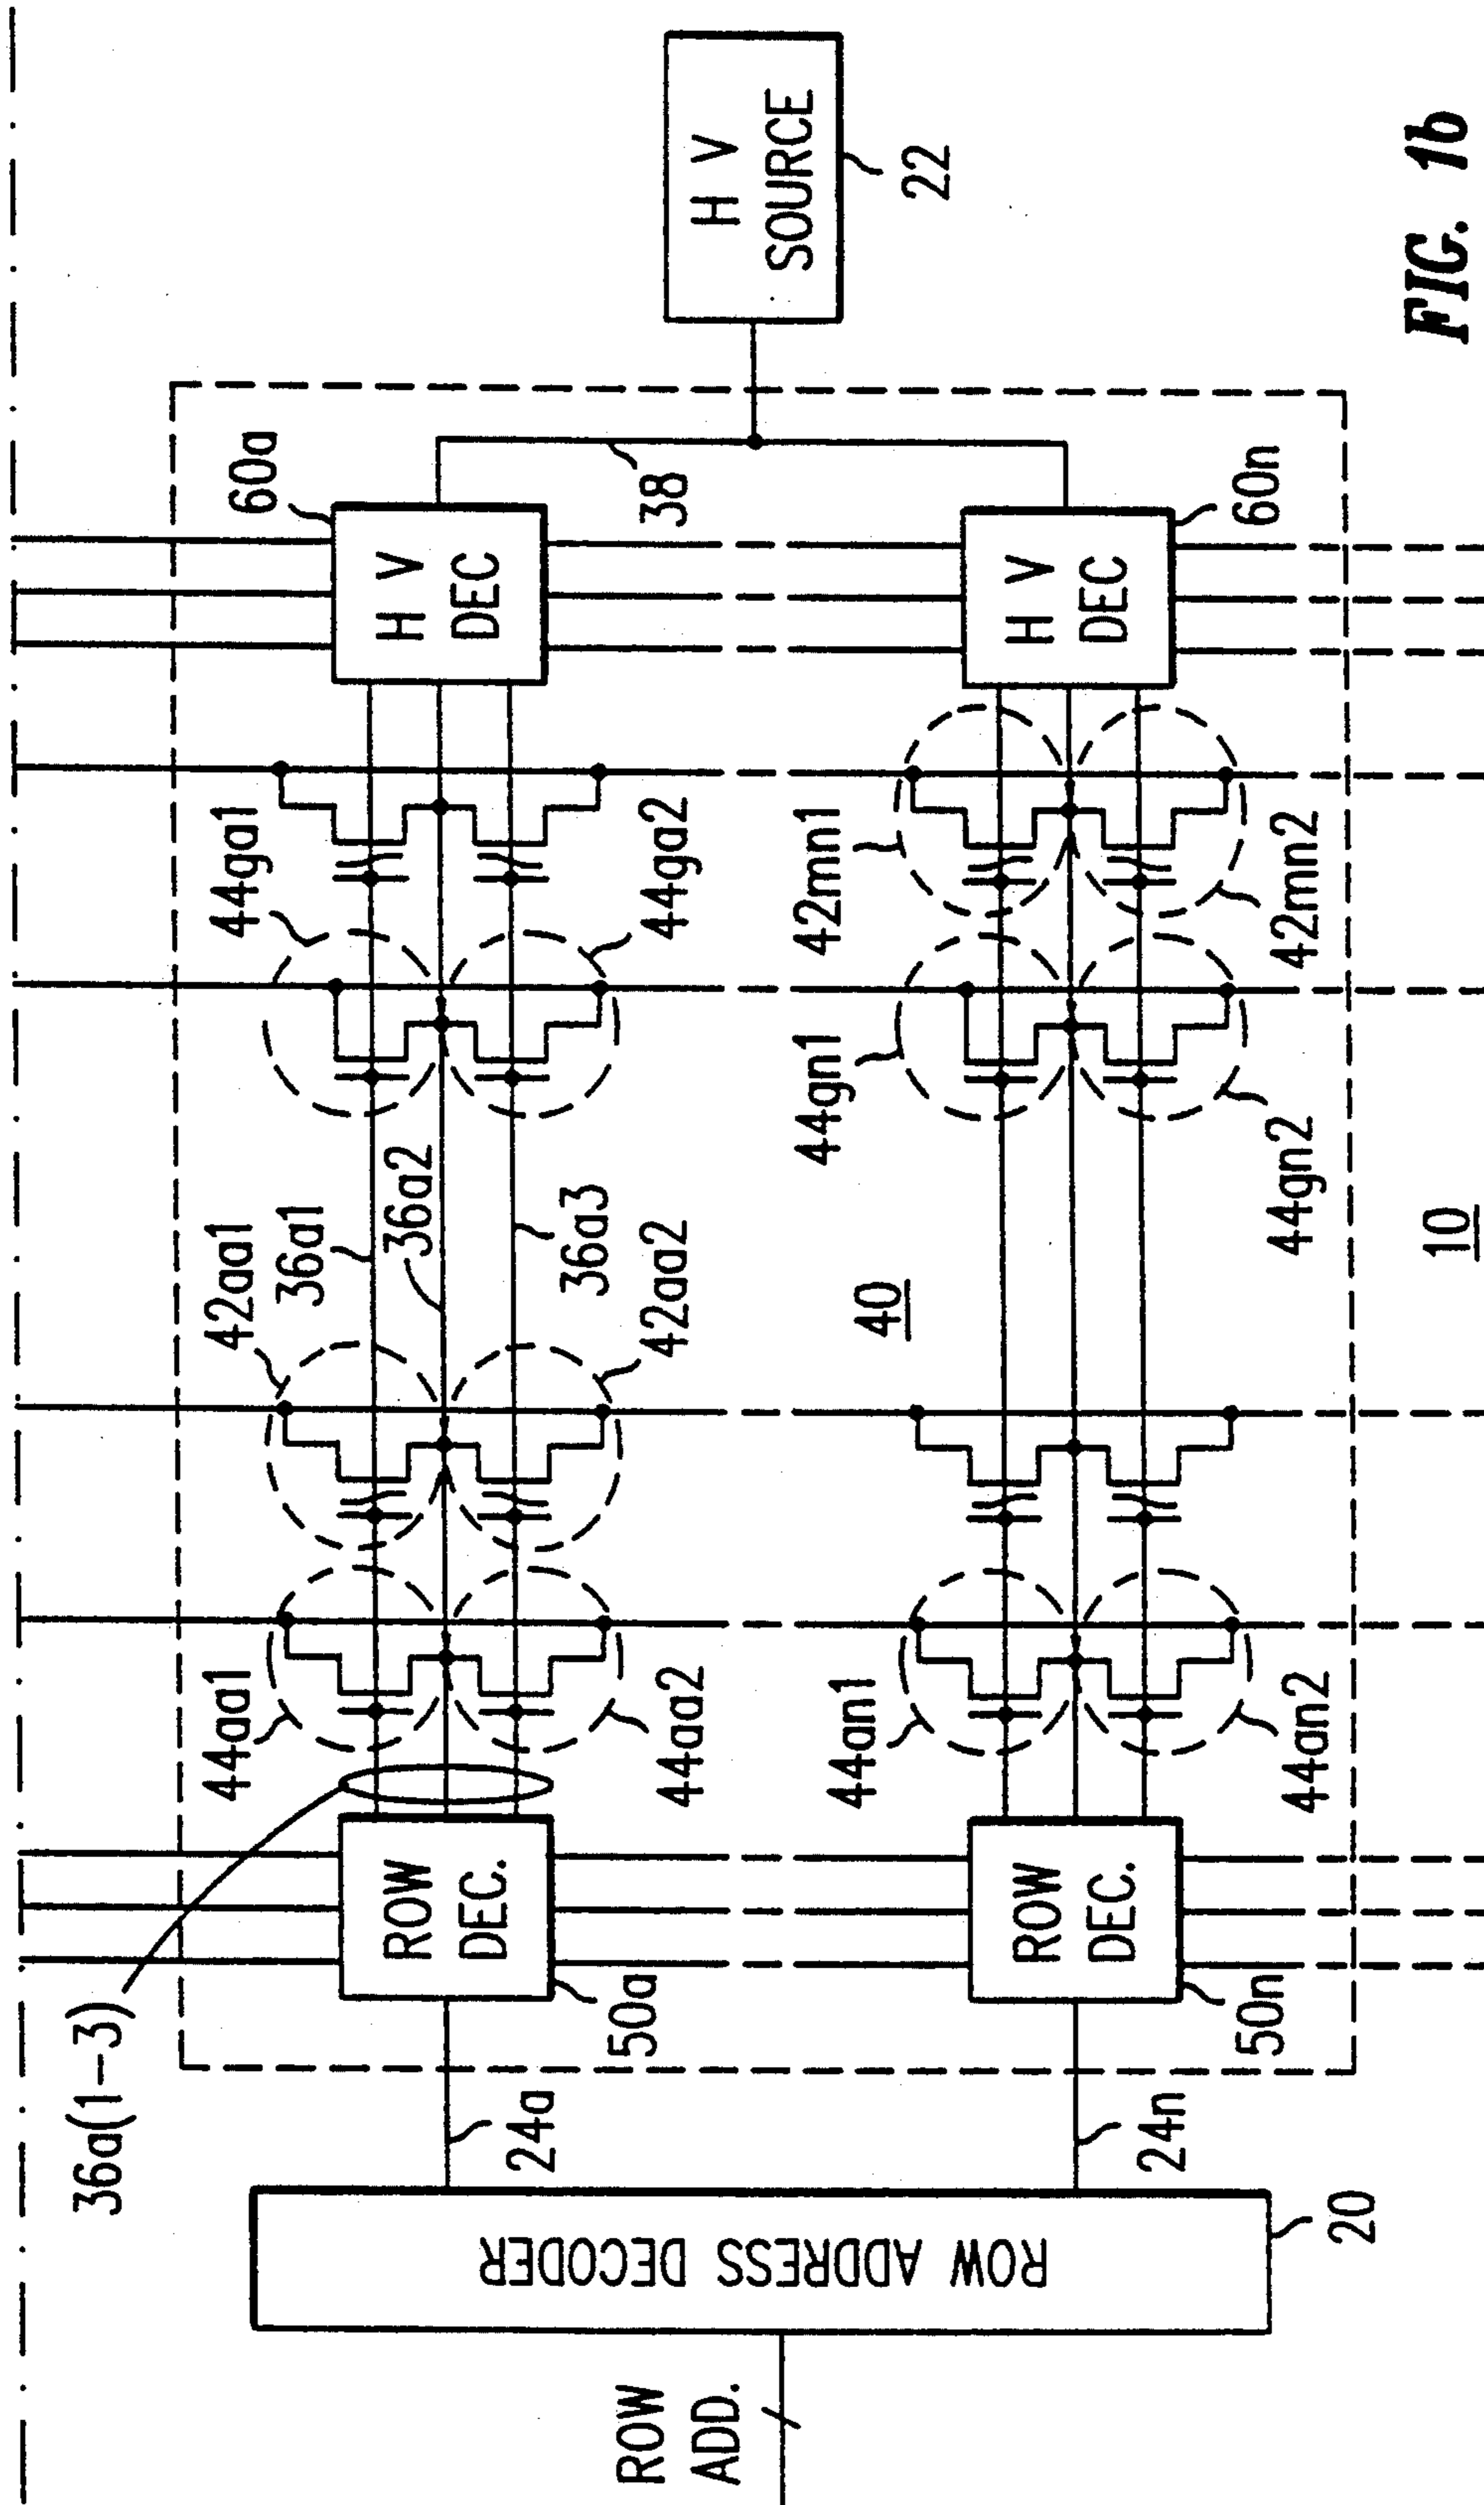 36a(1-3)
44aa1
42aa1
36a1
36a2
44ga1
60a
ROW
DEC.
H V
DEC
50a
24a
44aa2
36a3
42aa2
44ga2
38
H V
SOURCE
22
ROW ADDRESS DECODER
ROW
ADD.
44an1
40
44gn1
42mn1
ROW
DEC.
H V
DEC
50n
24n
20
44an2
44gn2
42mn2
60n
10
FIG. 1b